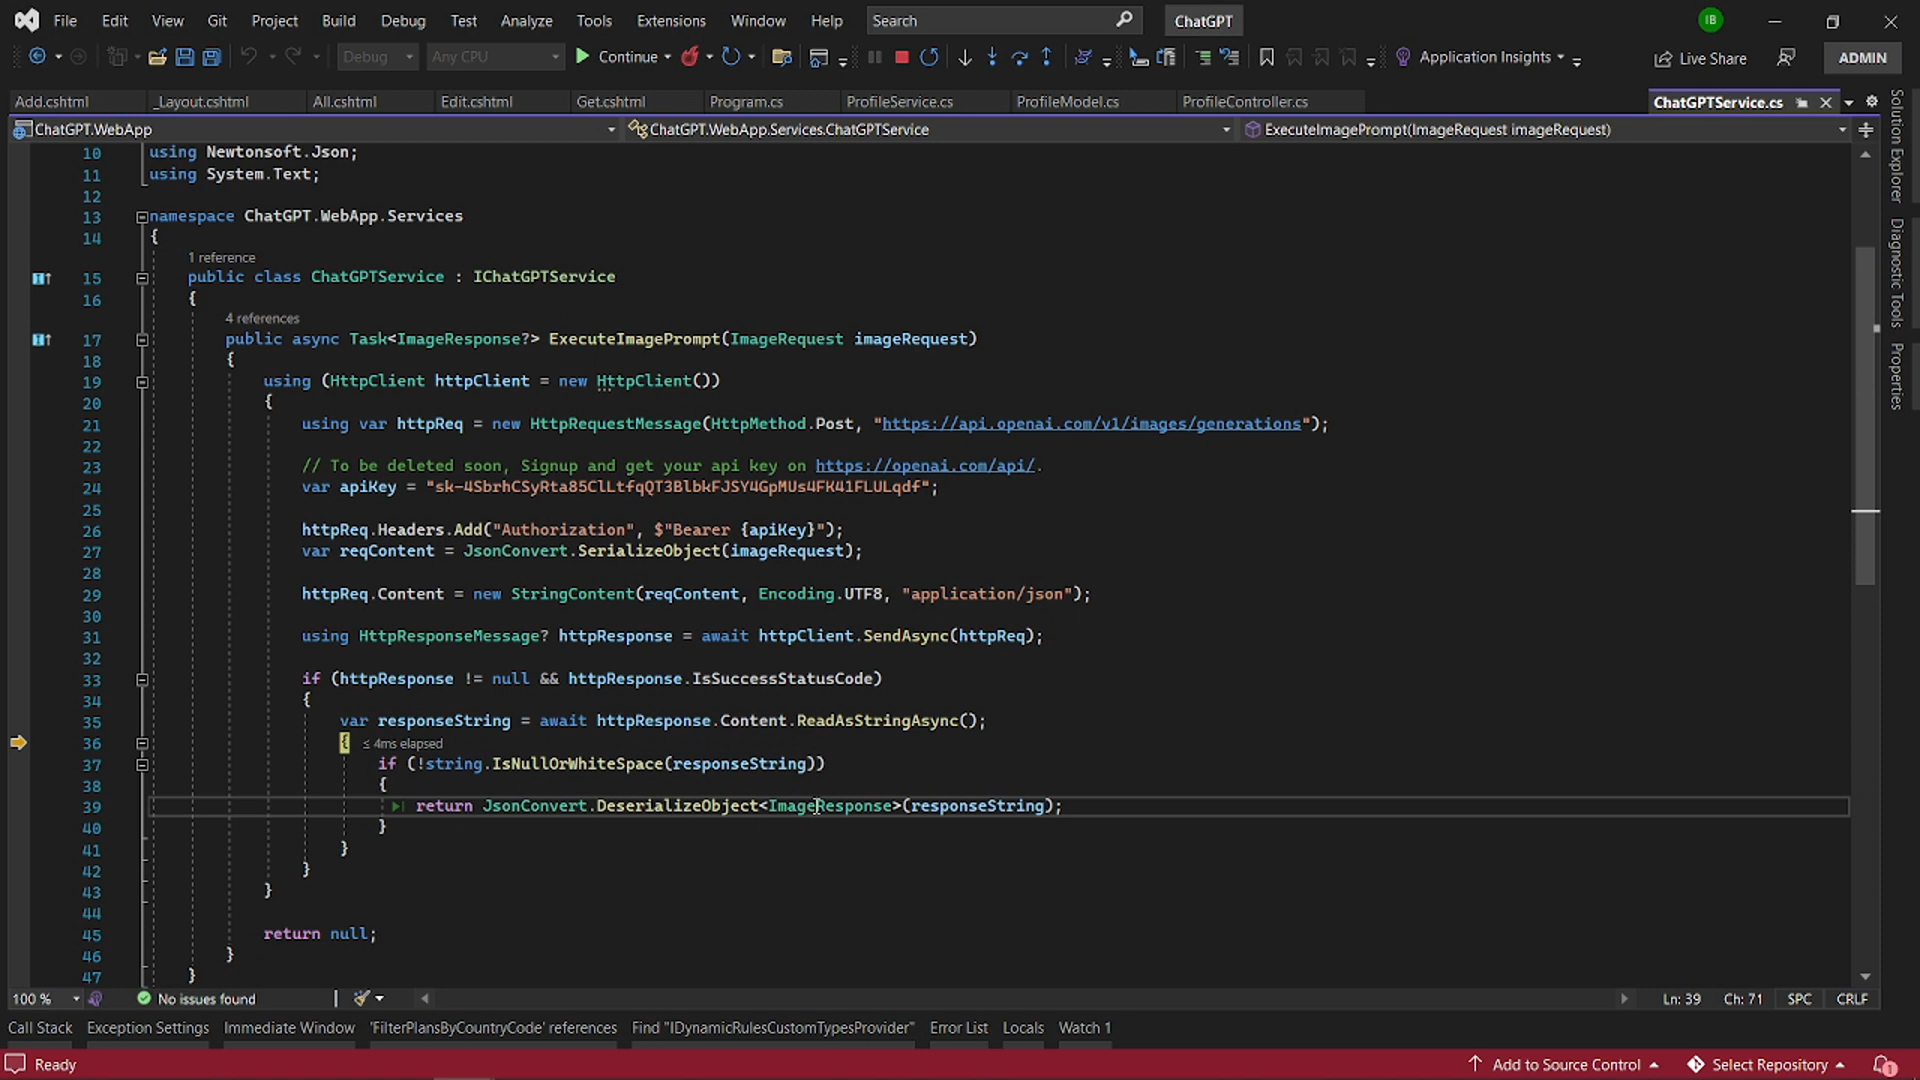 File Edit View Git Project Build Debug Test Analyze Tools Extensions Window Help Search ChatGPT IB
Debug Any CPU Continue Application Insights Live Share ADMIN
Add.cshtml _Layout.cshtml All.cshtml Edit.cshtml Get.cshtml Program.cs ProfileService.cs ProfileModel.cs ProfileController.cs ChatGPTService.cs
ChatGPT.WebApp ChatGPT.WebApp.Services.ChatGPTService ExecuteImagePrompt(ImageRequest imageRequest)
10 using Newtonsoft.Json;
11 using System.Text;
12
13 namespace ChatGPT.WebApp.Services
14 {
1 reference
15 public class ChatGPTService : IChatGPTService
16 {
4 references
17 public async Task<ImageResponse?> ExecuteImagePrompt(ImageRequest imageRequest)
18 {
19 using (HttpClient httpClient = new HttpClient())
20 {
21 using var httpReq = new HttpRequestMessage(HttpMethod.Post, "https://api.openai.com/v1/images/generations");
22
23 // To be deleted soon, Signup and get your api key on https://openai.com/api/.
24 var apiKey = "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";
25
26 httpReq.Headers.Add("Authorization", $"Bearer {apiKey}");
27 var reqContent = JsonConvert.SerializeObject(imageRequest);
28
29 httpReq.Content = new StringContent(reqContent, Encoding.UTF8, "application/json");
30
31 using HttpResponseMessage? httpResponse = await httpClient.SendAsync(httpReq);
32
33 if (httpResponse != null && httpResponse.IsSuccessStatusCode)
34 {
35 var responseString = await httpResponse.Content.ReadAsStringAsync();
36 { ≤ 4ms elapsed
37 if (!string.IsNullOrWhiteSpace(responseString))
38 {
39 return JsonConvert.DeserializeObject<ImageResponse>(responseString);
40 }
41 }
42 }
43 }
44
45 return null;
46 }
47 }
Solution Explorer
Diagnostic Tools
Properties
100 % No issues found Ln: 39 Ch: 71 SPC CRLF
Call Stack Exception Settings Immediate Window 'FilterPlansByCountryCode' references Find "IDynamicRulesCustomTypesProvider" Error List Locals Watch 1
Ready Add to Source Control Select Repository 1